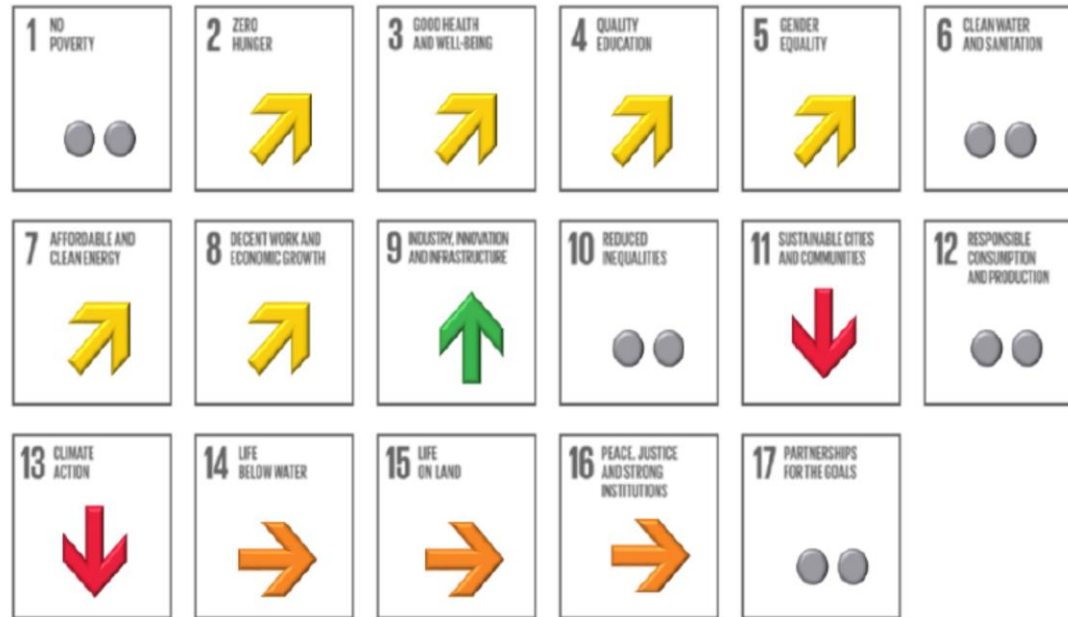 1 NO
POVERTY
2 ZERO
HUNGER
3 GOOD HEALTH
AND WELL-BEING
4 QUALITY
EDUCATION
5 GENDER
EQUALITY
6 CLEAN WATER
AND SANITATION
7 AFFORDABLE AND
CLEAN ENERGY
8 DECENT WORK AND
ECONOMIC GROWTH
9 INDUSTRY, INNOVATION
AND INFRASTRUCTURE
10 REDUCED
INEQUALITIES
11 SUSTAINABLE CITIES
AND COMMUNITIES
12 RESPONSIBLE
CONSUMPTION
AND PRODUCTION
13 CLIMATE
ACTION
14 LIFE
BELOW WATER
15 LIFE
ON LAND
16 PEACE, JUSTICE
AND STRONG
INSTITUTIONS
17 PARTNERSHIPS
FOR THE GOALS